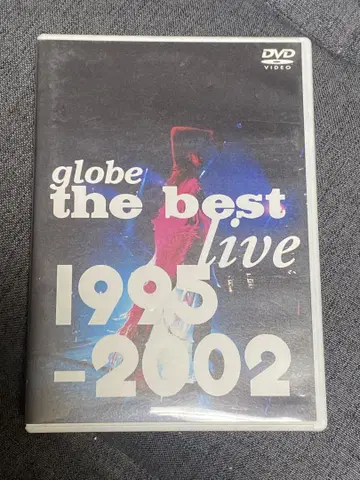 DVD
VIDEO
globe
the best
live
1995
-2002